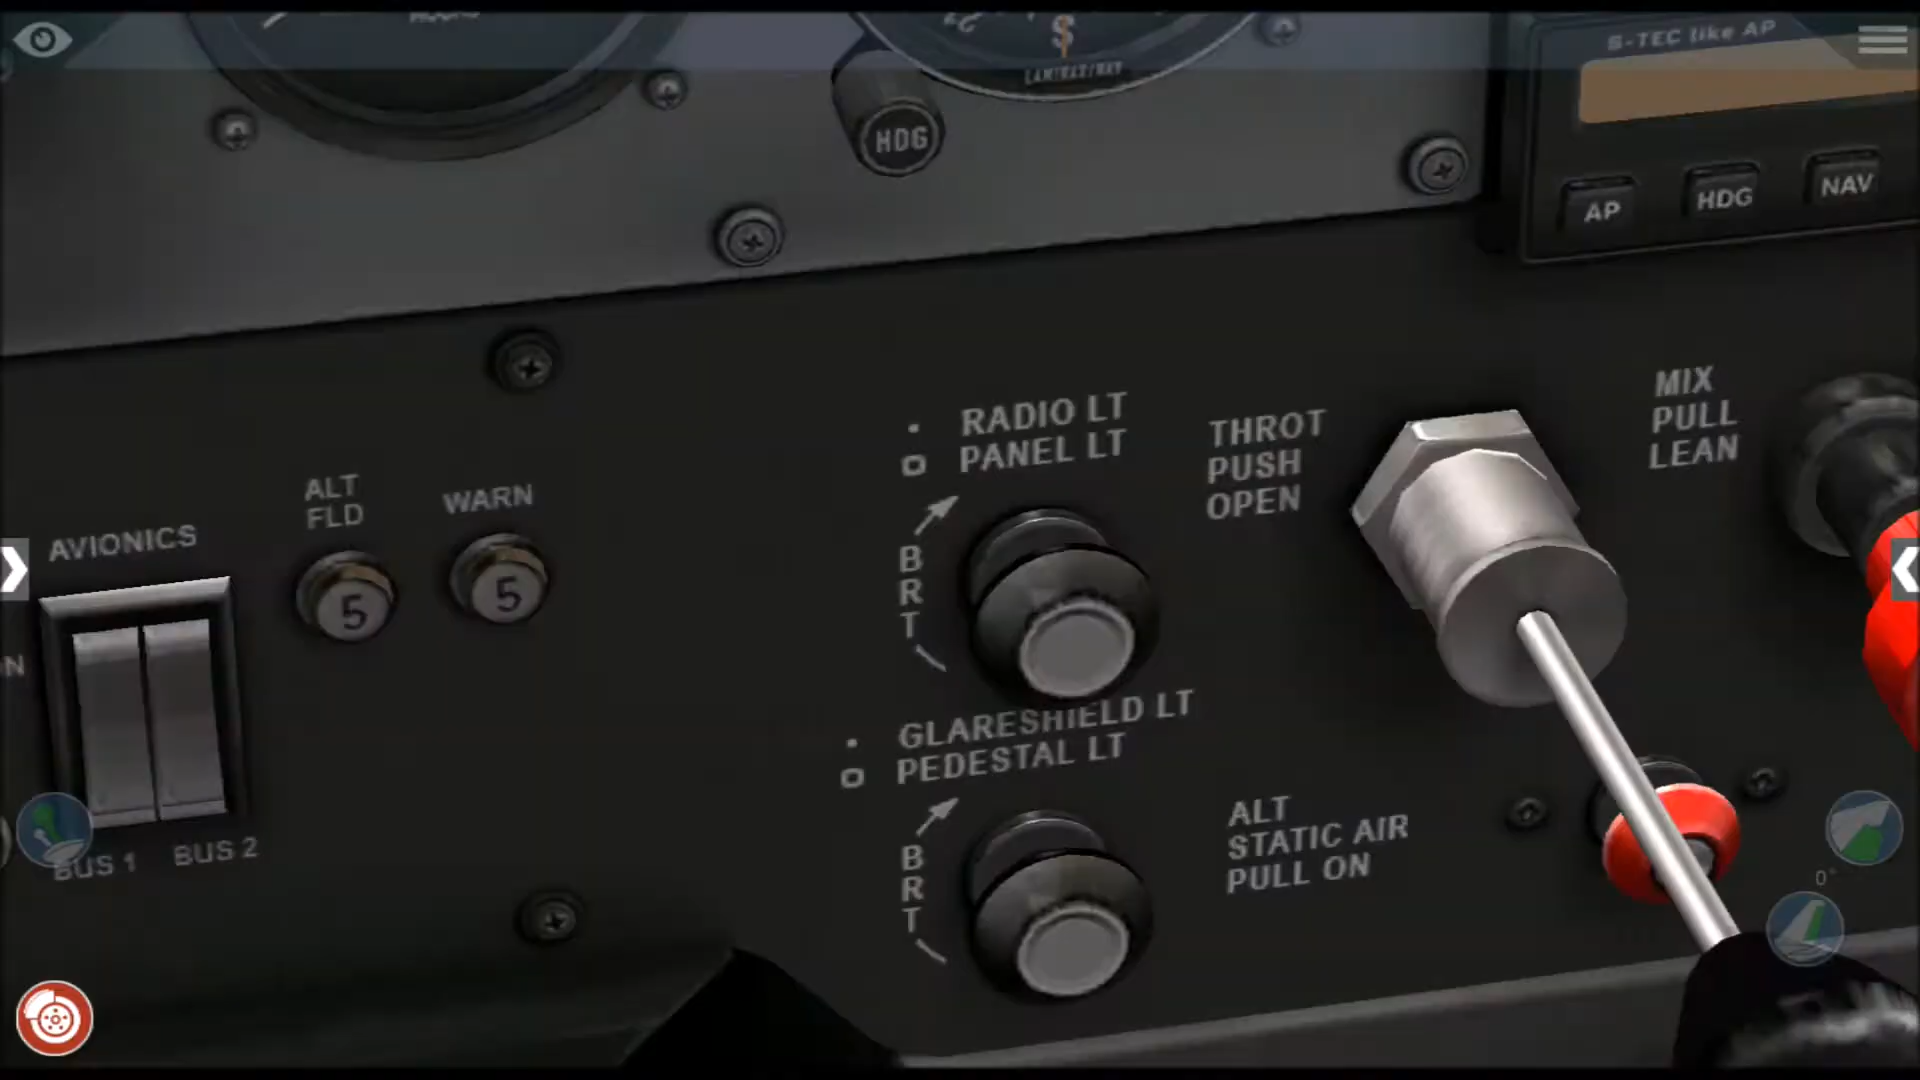 HOURS
S
S-TEC like AP
HDG
AP
HDG
NAV
RADIO LT
PANEL LT
THROT
PUSH
OPEN
MIX
PULL
LEAN
ALT
FLD
WARN
AVIONICS
5
5
BRT
GLARESHIELD LT
PEDESTAL LT
BUS 1
BUS 2
BRT
ALT
STATIC AIR
PULL ON
0°